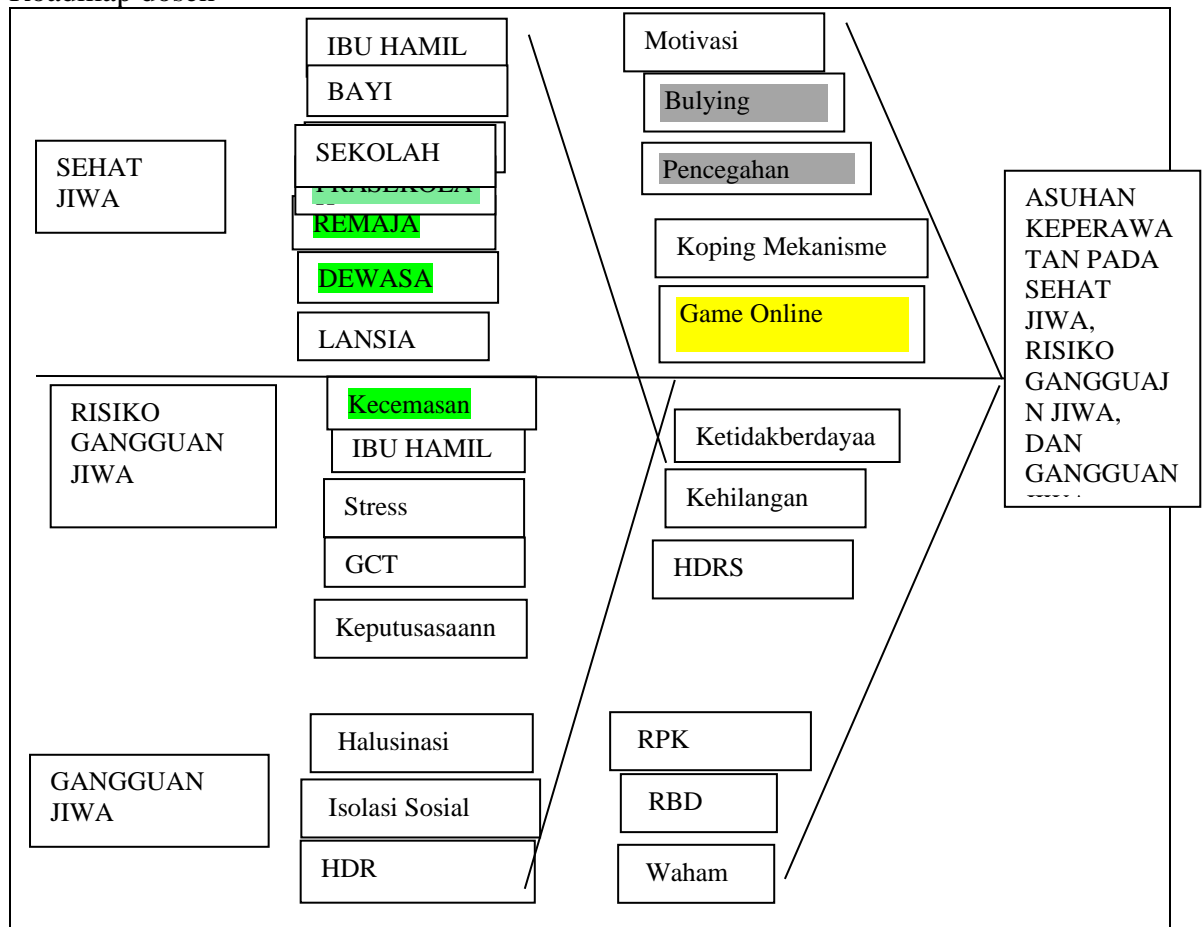 Roadmap dosen
SEHAT
JIWA
IBU HAMIL
BAYI
SEKOLAH
PRASEKOLA
REMAJA
DEWASA
LANSIA
Motivasi
Bulying
Pencegahan
Koping Mekanisme
Game Online
RISIKO
GANGGUAN
JIWA
Kecemasan
IBU HAMIL
Stress
GCT
Keputusasaann
Ketidakberdayaa
Kehilangan
HDRS
GANGGUAN
JIWA
Halusinasi
Isolasi Sosial
HDR
RPK
RBD
Waham
ASUHAN
KEPERAWA
TAN PADA
SEHAT
JIWA,
RISIKO
GANGGUAJ
N JIWA,
DAN
GANGGUAN